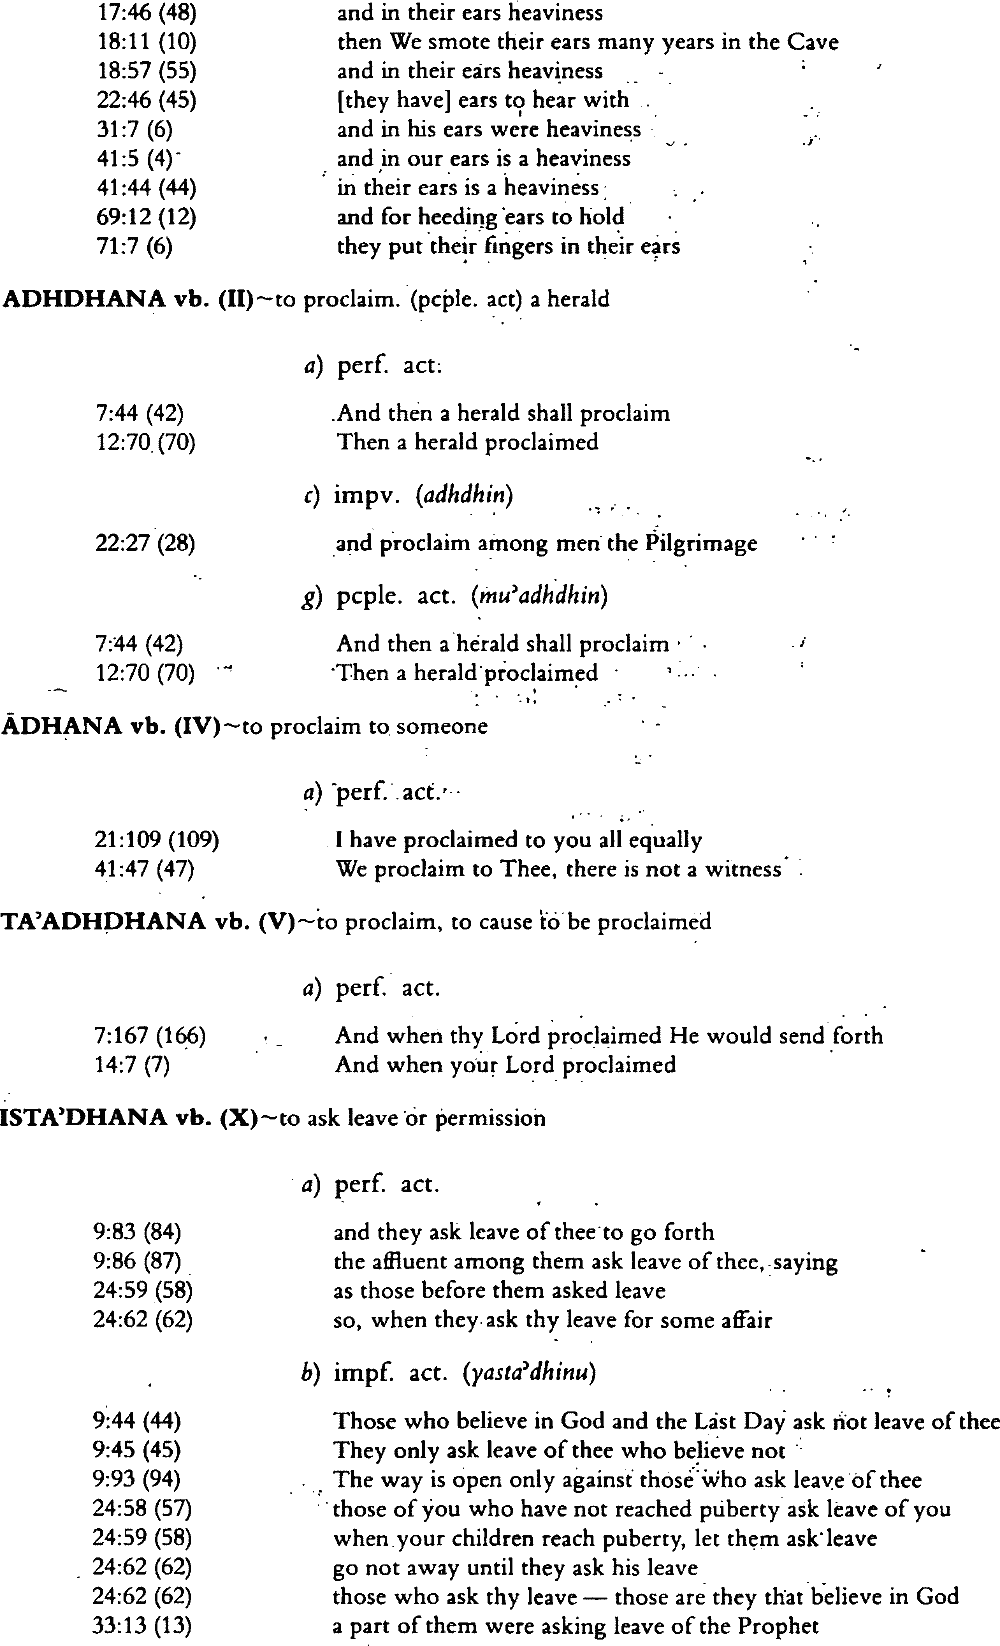 17:46 (48) and in their ears heaviness
18:11 (10) then We smote their ears many years in the Cave
18:57 (55) and in their ears heaviness
22:46 (45) [they have] ears to hear with
31:7 (6) and in his ears were heaviness
41:5 (4) and in our ears is a heaviness
41:44 (44) in their ears is a heaviness
69:12 (12) and for heeding ears to hold
71:7 (6) they put their fingers in their ears
ADHDHANA vb. (II)~to proclaim. (pcple. act) a herald
a) perf. act.
7:44 (42) And then a herald shall proclaim
12:70 (70) Then a herald proclaimed
c) impv. (adhdhin)
22:27 (28) and proclaim among men the Pilgrimage
g) pcple. act. (mu’adhdhin)
7:44 (42) And then a herald shall proclaim
12:70 (70) Then a herald proclaimed
ĀDHANA vb. (IV)~to proclaim to someone
a) perf. act.
21:109 (109) I have proclaimed to you all equally
41:47 (47) We proclaim to Thee, there is not a witness
TA’ADHDHANA vb. (V)~to proclaim, to cause to be proclaimed
a) perf. act.
7:167 (166) And when thy Lord proclaimed He would send forth
14:7 (7) And when your Lord proclaimed
ISTA’DHANA vb. (X)~to ask leave or permission
a) perf. act.
9:83 (84) and they ask leave of thee to go forth
9:86 (87) the affluent among them ask leave of thee, saying
24:59 (58) as those before them asked leave
24:62 (62) so, when they ask thy leave for some affair
b) impf. act. (yasta’dhinu)
9:44 (44) Those who believe in God and the Last Day ask not leave of thee
9:45 (45) They only ask leave of thee who believe not
9:93 (94) The way is open only against those who ask leave of thee
24:58 (57) those of you who have not reached puberty ask leave of you
24:59 (58) when your children reach puberty, let them ask leave
24:62 (62) go not away until they ask his leave
24:62 (62) those who ask thy leave — those are they that believe in God
33:13 (13) a part of them were asking leave of the Prophet